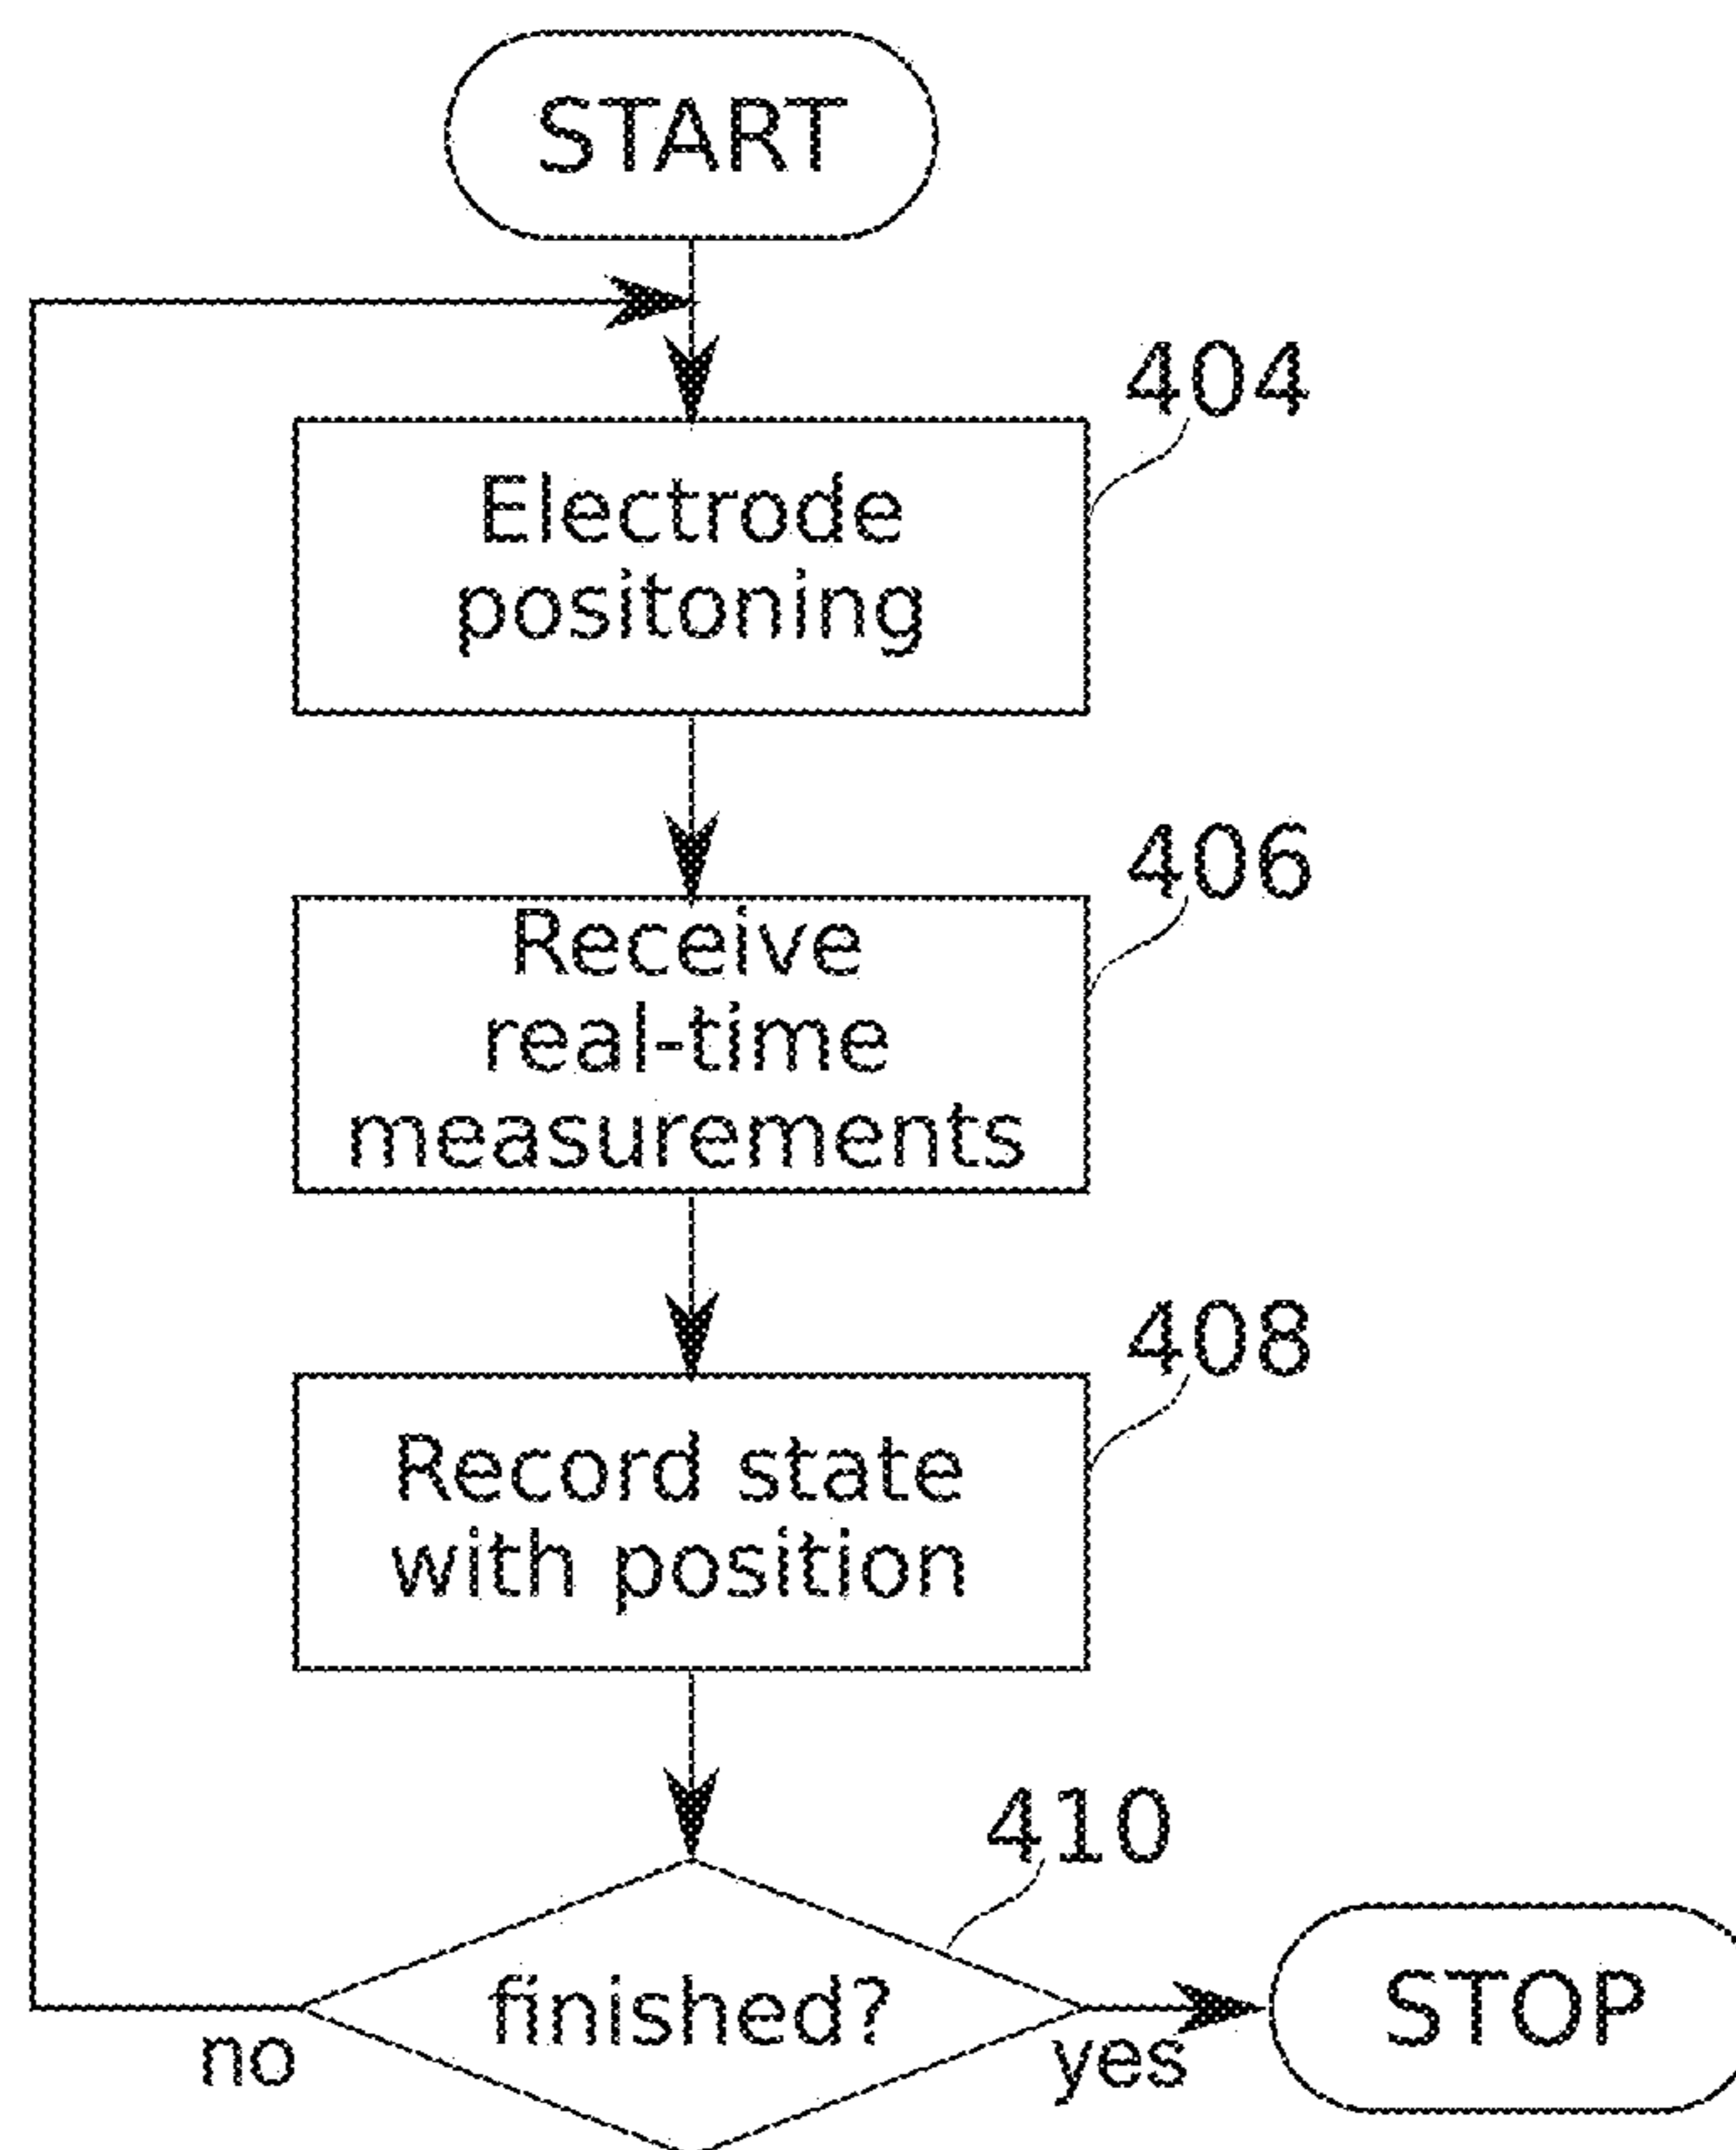 START
404
Electrode
positoning
406
Receive
real-time
measurements
408
Record state
with position
410
finished?
STOP
no
yes